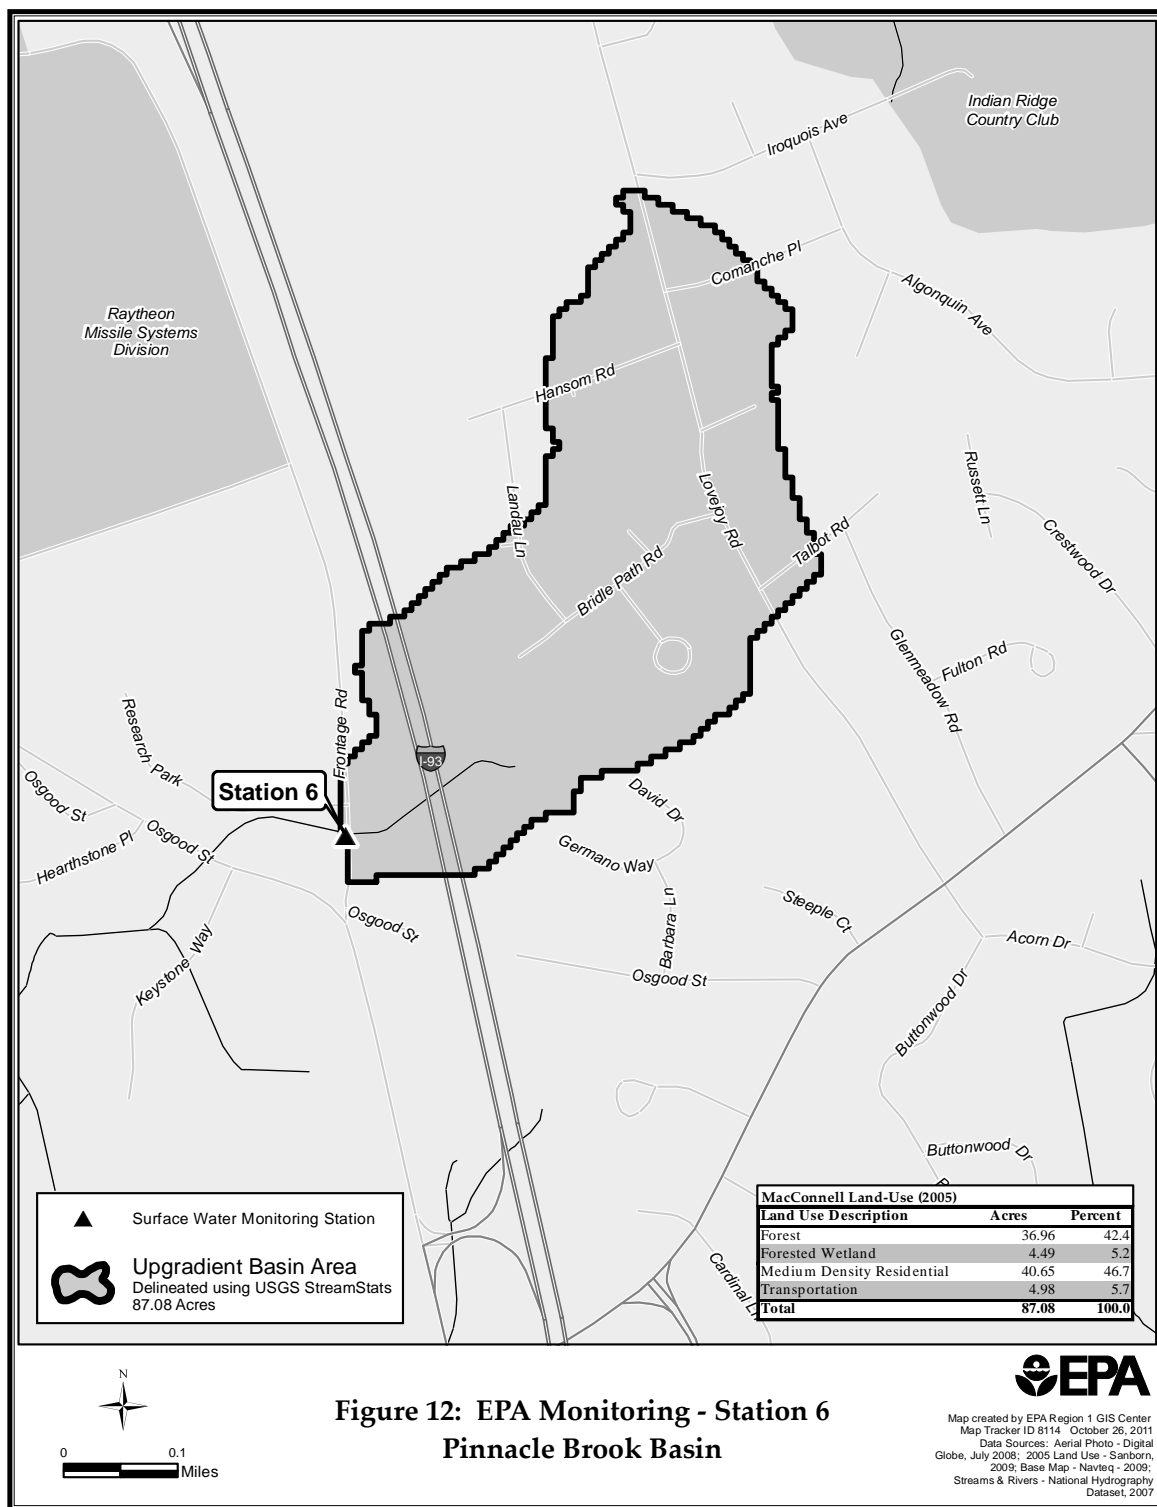 Indian Ridge
Country Club
Iroquois Ave
Comanche Pl
Algonquin Ave
Raytheon
Missile Systems
Division
Hansom Rd
Landau Ln
Lovejoy Rd
Talbot Rd
Bridle Path Rd
Russett Ln
Crestwood Dr
Glenmeadow Rd
Fulton Rd
Frontage Rd
Research Park
I-93
Station 6
Osgood St
Osgood St
Hearthstone Pl
David Dr
Germano Way
Barbara Ln
Steeple Ct
Keystone Way
Osgood St
Osgood St
Acorn Dr
Buttonwood Dr
Buttonwood Dr
Cardinal Ln
Surface Water Monitoring Station
Upgradient Basin Area
Delineated using USGS StreamStats
87.08 Acres
MacConnell Land-Use (2005)
Land Use Description Acres Percent
Forest 36.96 42.4
Forested Wetland 4.49 5.2
Medium Density Residential 40.65 46.7
Transportation 4.98 5.7
Total 87.08 100.0
N
0 0.1
Miles
Figure 12: EPA Monitoring - Station 6
Pinnacle Brook Basin
EPA
Map created by EPA Region 1 GIS Center
Map Tracker ID 8114 October 26, 2011
Data Sources: Aerial Photo - Digital
Globe, July 2008; 2005 Land Use - Sanborn,
2009; Base Map - Navteq - 2009;
Streams & Rivers - National Hydrography
Dataset, 2007